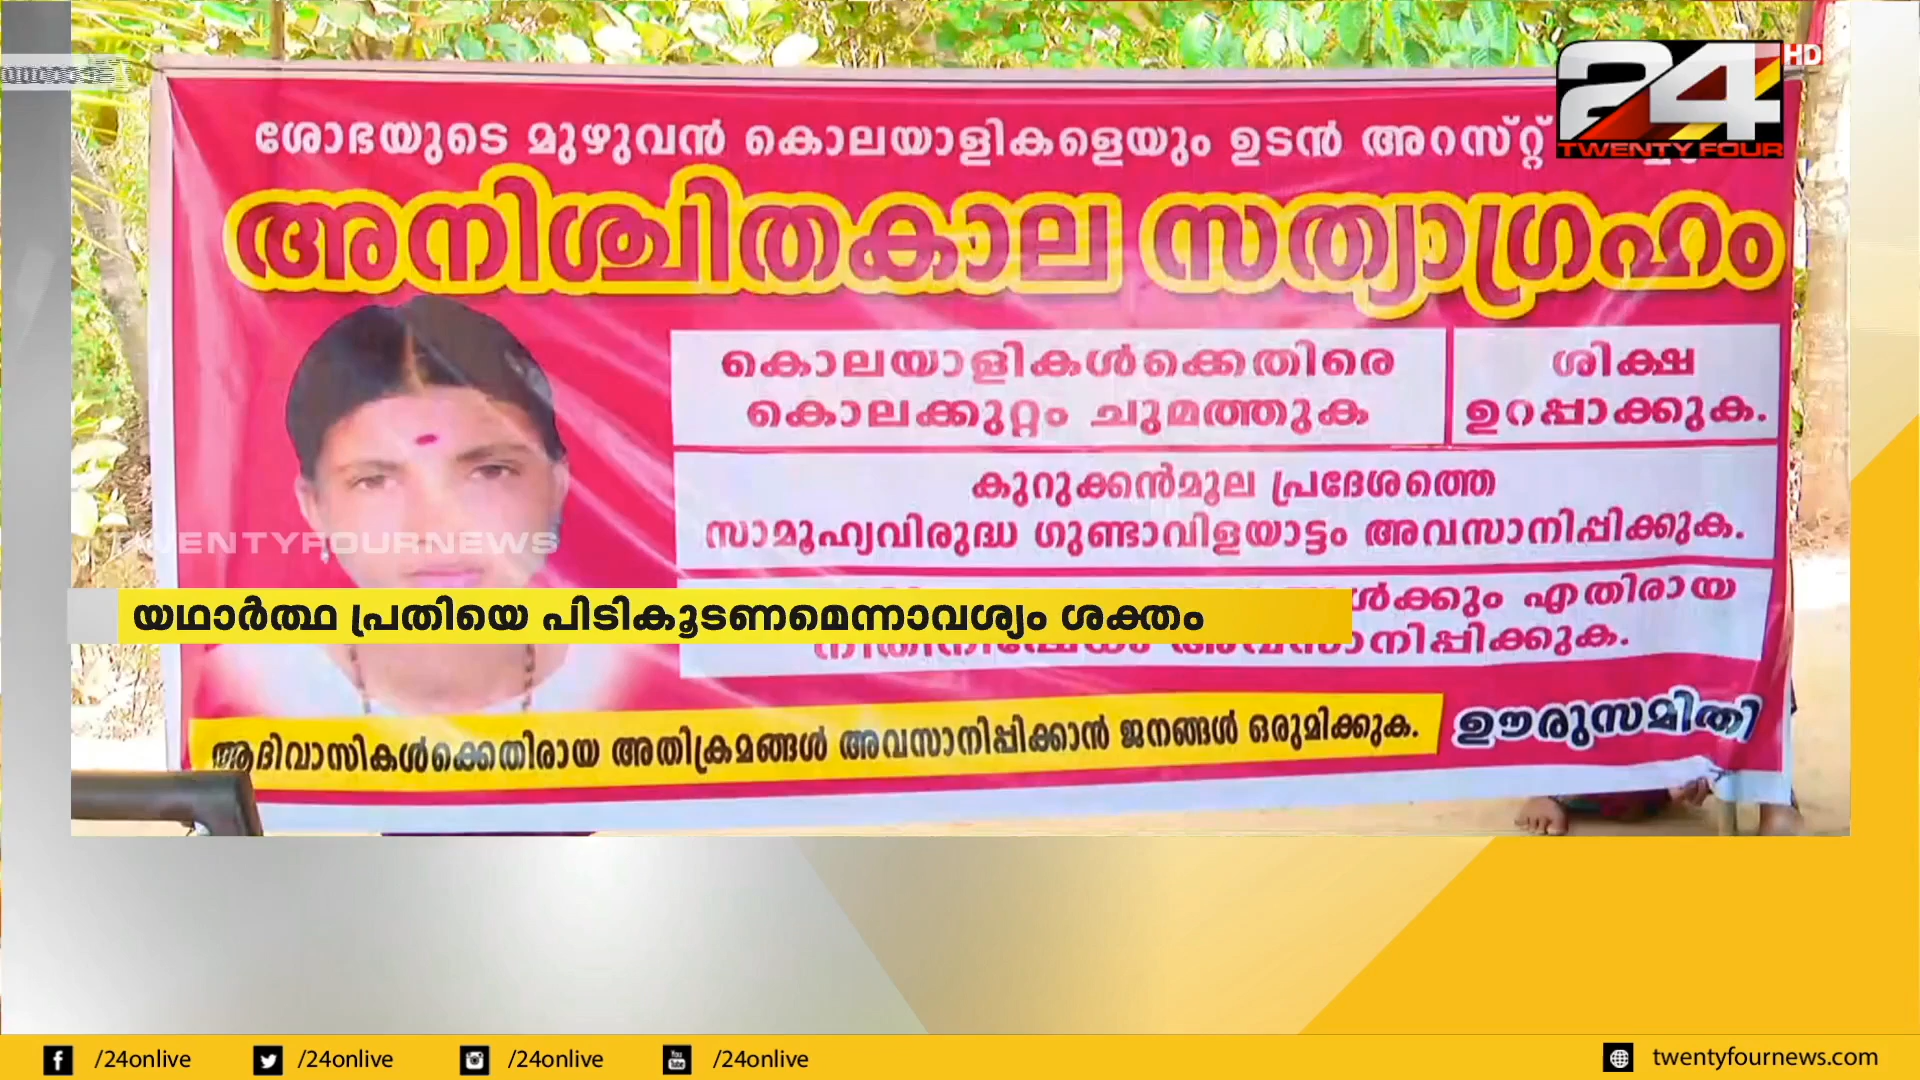 24 HD
TWENTY FOUR
ശോഭയുടെ മുഴുവൻ കൊലയാളികളെയും ഉടൻ അറസ്റ്റ്
അനിശ്ചിതകാല സത്യാഗ്രഹം
കൊലയാളികൾക്കെതിരെ
കൊലക്കുറ്റം ചുമത്തുക
ശിക്ഷ
ഉറപ്പാക്കുക.
കുറുക്കൻമൂല പ്രദേശത്തെ
സാമൂഹ്യവിരുദ്ധ ഗുണ്ടാവിളയാട്ടം അവസാനിപ്പിക്കുക.
TWENTYFOURNEWS
എതിരായ
യഥാർത്ഥ പ്രതിയെ പിടികൂടണമെന്നാവശ്യം ശക്തം
ആദിവാസികൾക്കെതിരായ അതിക്രമങ്ങൾ അവസാനിപ്പിക്കാൻ ജനങ്ങൾ ഒരുമിക്കുക.
ഊരുസമിതി
/24onlive /24onlive /24onlive /24onlive twentyfournews.com